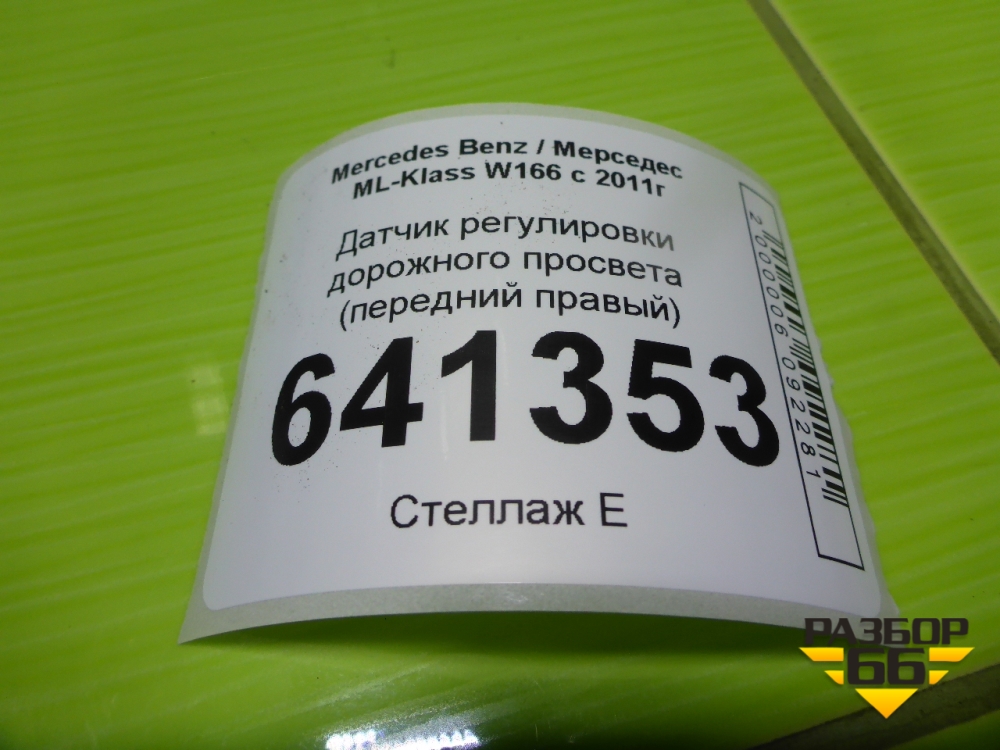 Mercedes Benz / Мерседес
ML-Klass W166 с 2011г
Датчик регулировки
дорожного просвета
(передний правый)
641353
Стеллаж Е
2000006092281
РАЗБОР
66